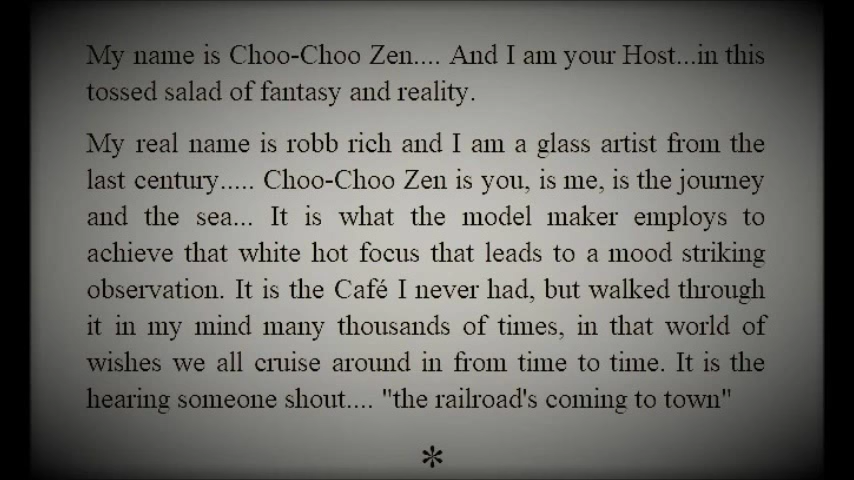 My name is Choo-Choo Zen.... And I am your Host...in this
tossed salad of fantasy and reality.
My real name is robb rich and I am a glass artist from the
last century..... Choo-Choo Zen is you, is me, is the journey
and the sea... It is what the model maker employs to
achieve that white hot focus that leads to a mood striking
observation. It is the Café I never had, but walked through
it in my mind many thousands of times, in that world of
wishes we all cruise around in from time to time. It is the
hearing someone shout.... "the railroad's coming to town"
*